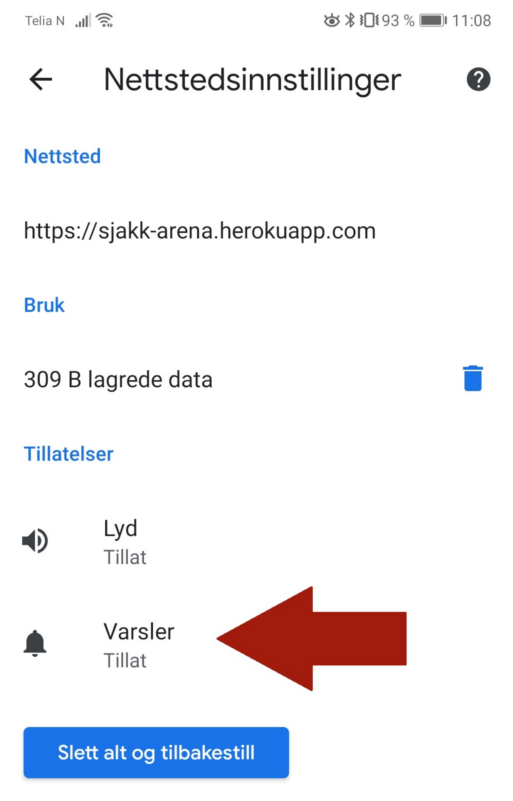 Telia N 93 % 11:08
Nettstedsinnstillinger
Nettsted
https://sjakk-arena.herokuapp.com
Bruk
309 B lagrede data
Tillatelser
Lyd
Tillat
Varsler
Tillat
Slett alt og tilbakestill